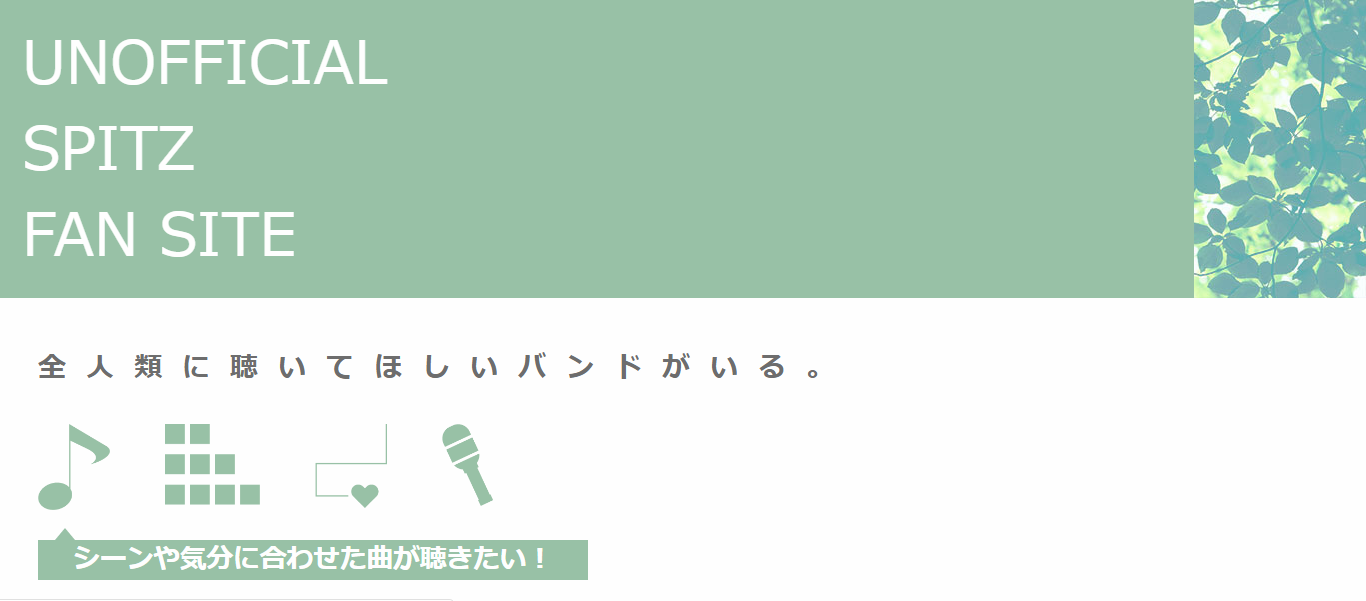 UNOFFICIAL
SPITZ
FAN SITE
全人類に聴いてほしいバンドがいる。
シーンや気分に合わせた曲が聴きたい！